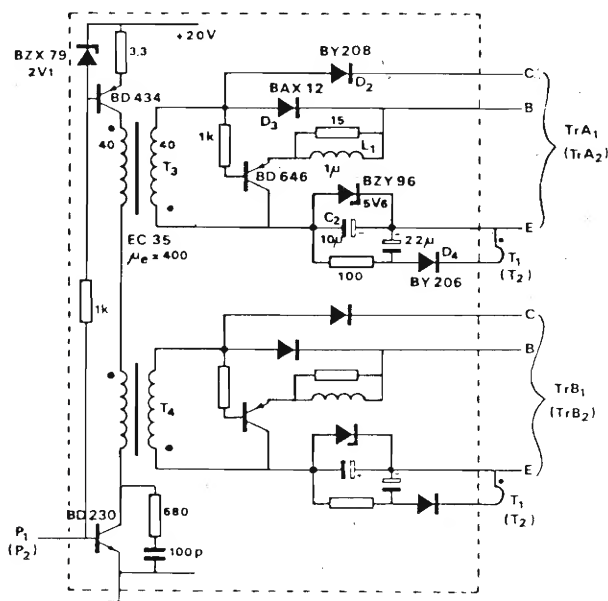 +20V
BZX 79
2V1
3,3
BD 434
40
40
T3
EC 35
µe = 400
1k
BY208
D2
BAX 12
D3
1k
BD 646
15
L1
1µ
BZY 96
5V6
C2
10µ
22µ
100
D4
BY 206
C
B
E
TrA1
(TrA2)
T1
(T2)
T4
C
B
E
TrB1
(TrB2)
T1
(T2)
P1
(P2)
BD 230
680
100p